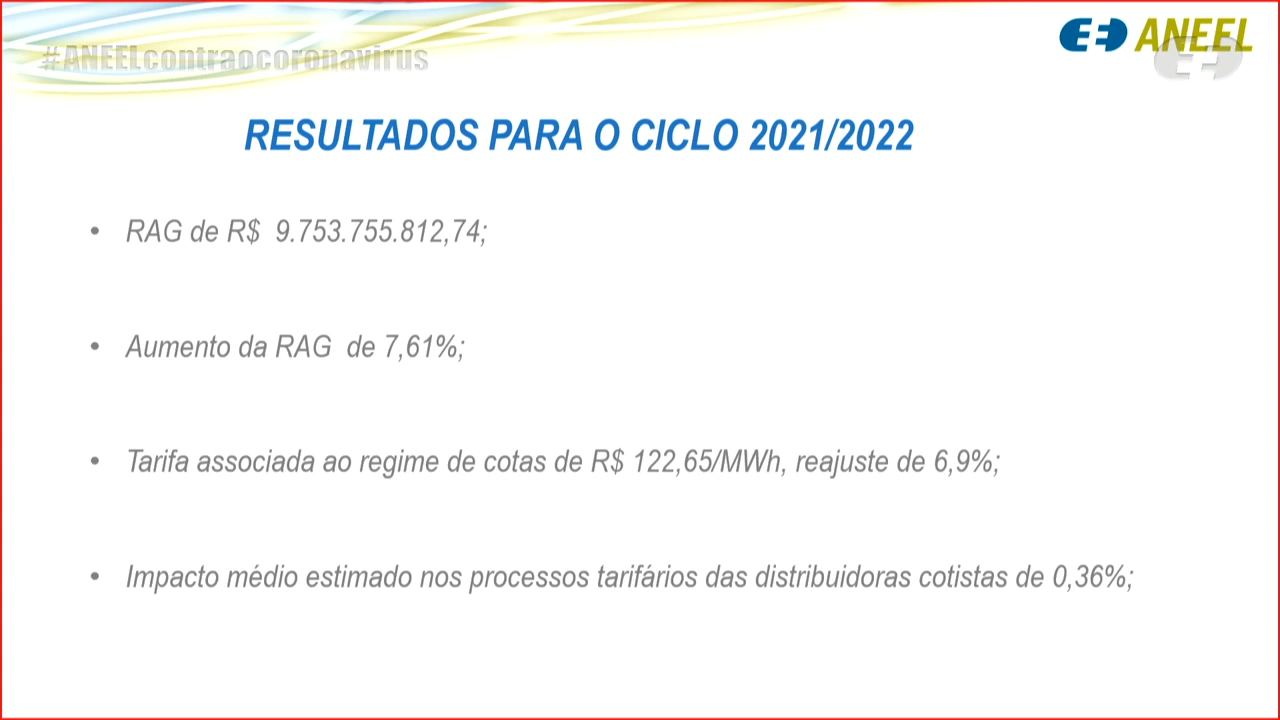 #ANEELcontraocoronavirus
ANEEL
RESULTADOS PARA O CICLO 2021/2022
• RAG de R$ 9.753.755.812,74;
• Aumento da RAG de 7,61%;
• Tarifa associada ao regime de cotas de R$ 122,65/MWh, reajuste de 6,9%;
• Impacto médio estimado nos processos tarifários das distribuidoras cotistas de 0,36%;